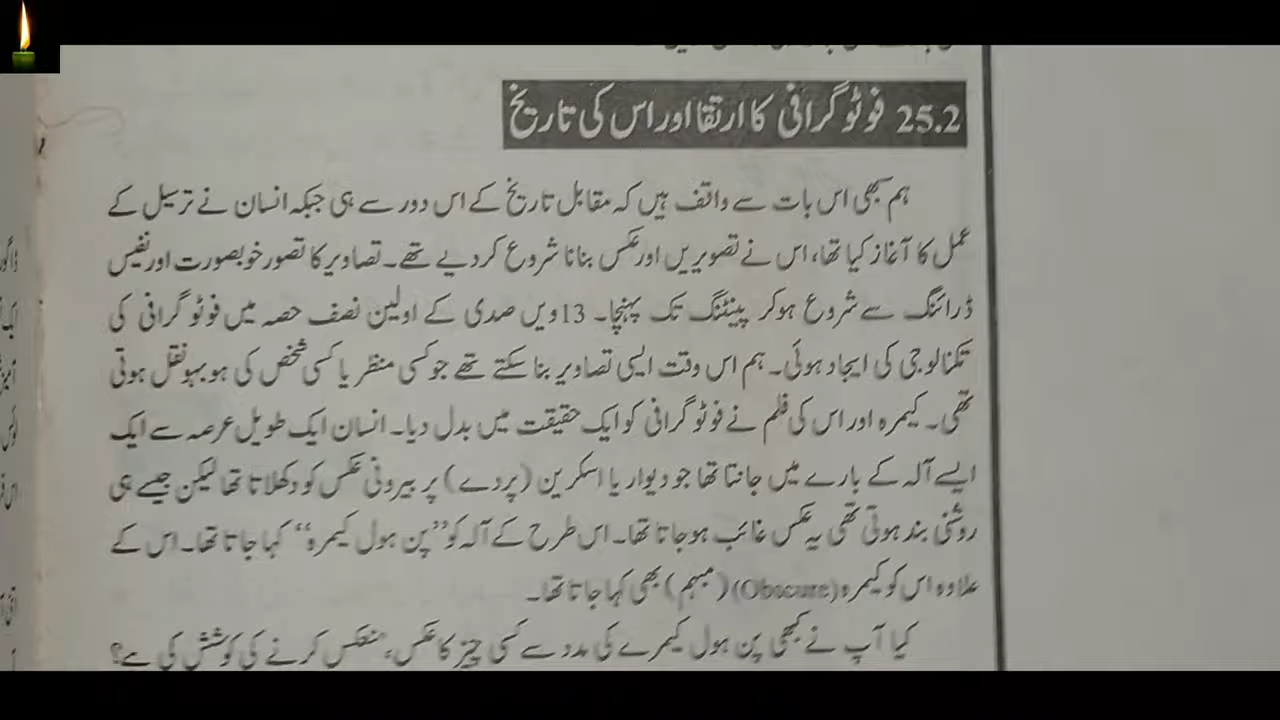 25.2 فوٹو گرافی کا ارتقا اور اس کی تاریخ
ہم سبھی اس بات سے واقف ہیں کہ مقابل تاریخ کے اس دور سے ہی جبکہ انسان نے ترسیل کے
عمل کا آغاز کیا تھا، اس نے تصویریں اور عکس بنانا شروع کر دیے تھے۔ تصاویر کا تصور خوبصورت اور نفیس
ڈرائنگ سے شروع ہوکر پینٹنگ تک پہنچا۔ 13ویں صدی کے اولین نصف حصہ میں فوٹو گرافی کی
تکنالوجی کی ایجاد ہوئی۔ ہم اس وقت ایسی تصاویر بنا سکتے تھے جو کسی منظر یا کسی شخص کی ہوبہو نقل ہوتی
تھی۔ کیمرہ اور اس کی فلم نے فوٹو گرافی کو ایک حقیقت میں بدل دیا۔ انسان ایک طویل عرصہ سے ایک
ایسے آلہ کے بارے میں جانتا تھا جو دیوار یا اسکرین (پردے) پر بیرونی عکس کو دکھلاتا تھا لیکن جیسے ہی
روشنی بند ہوتی تھی یہ عکس غائب ہو جاتا تھا۔ اس طرح کے آلہ کو ”پن ہول کیمرہ“ کہا جاتا تھا۔ اس کے
علاوہ اس کو کیمرہ (Obscure) (مبہم) بھی کہا جاتا تھا۔
کیا آپ نے کبھی پن ہول کیمرے کی مدد سے کسی چیز کا عکس، منعکس کرنے کی کوشش کی ہے؟